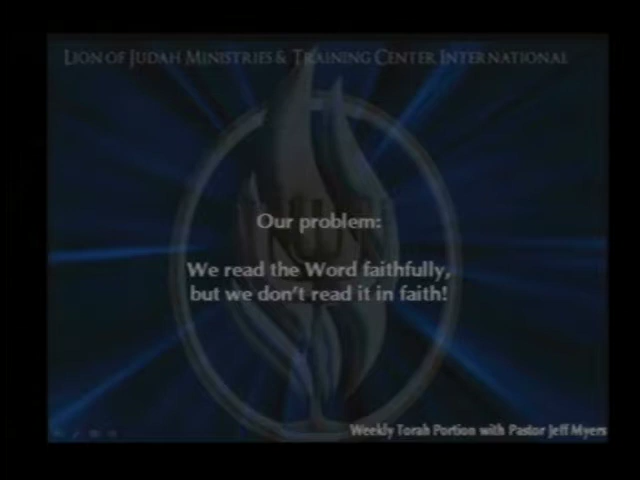 LION OF JUDAH MINISTRIES & TRAINING CENTER INTERNATIONAL
Our problem:
We read the Word faithfully,
but we don't read it in faith!
Weekly Torah Portion with Pastor Jeff Myers